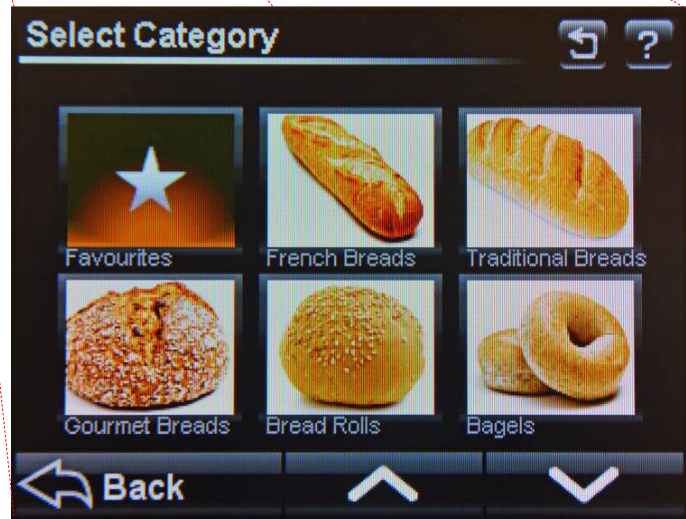 Select Category
?
Favourites
French Breads
Traditional Breads
Gourmet Breads
Bread Rolls
Bagels
Back